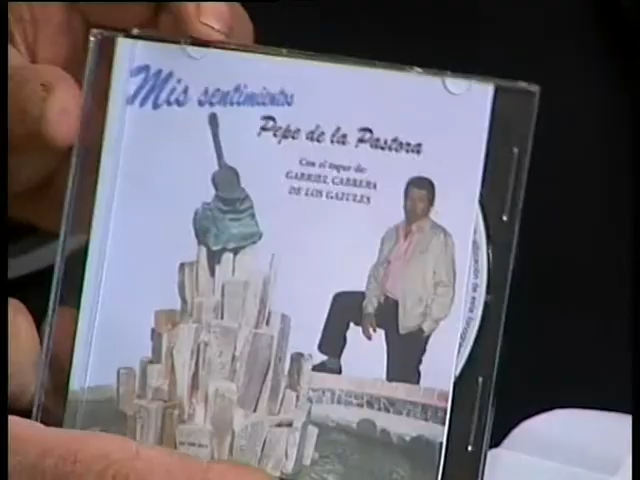 Mis sentimientos
Pepe de la Pastora
Con el toque de:
GABRIEL CABRERA
DE LOS GAZULES